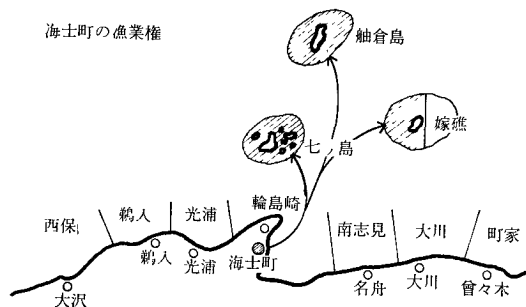 海士町の漁業権
舳倉島
嫁礁
七ッ島
輪島崎
西保
鵜入
光浦
南志見
大川
町家
鵜入
光浦
海士町
大沢
名舟
大川
曾々木